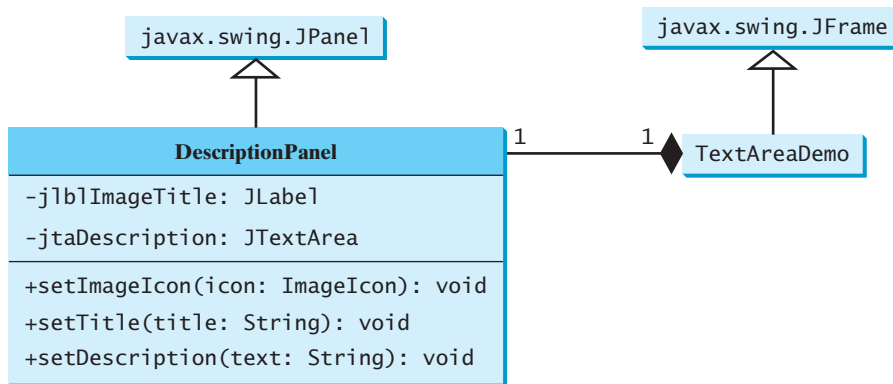 javax.swing.JPanel
javax.swing.JFrame
DescriptionPanel
1
1
TextAreaDemo
-jlblImageTitle: JLabel
-jtaDescription: JTextArea
+setImageIcon(icon: ImageIcon): void
+setTitle(title: String): void
+setDescription(text: String): void